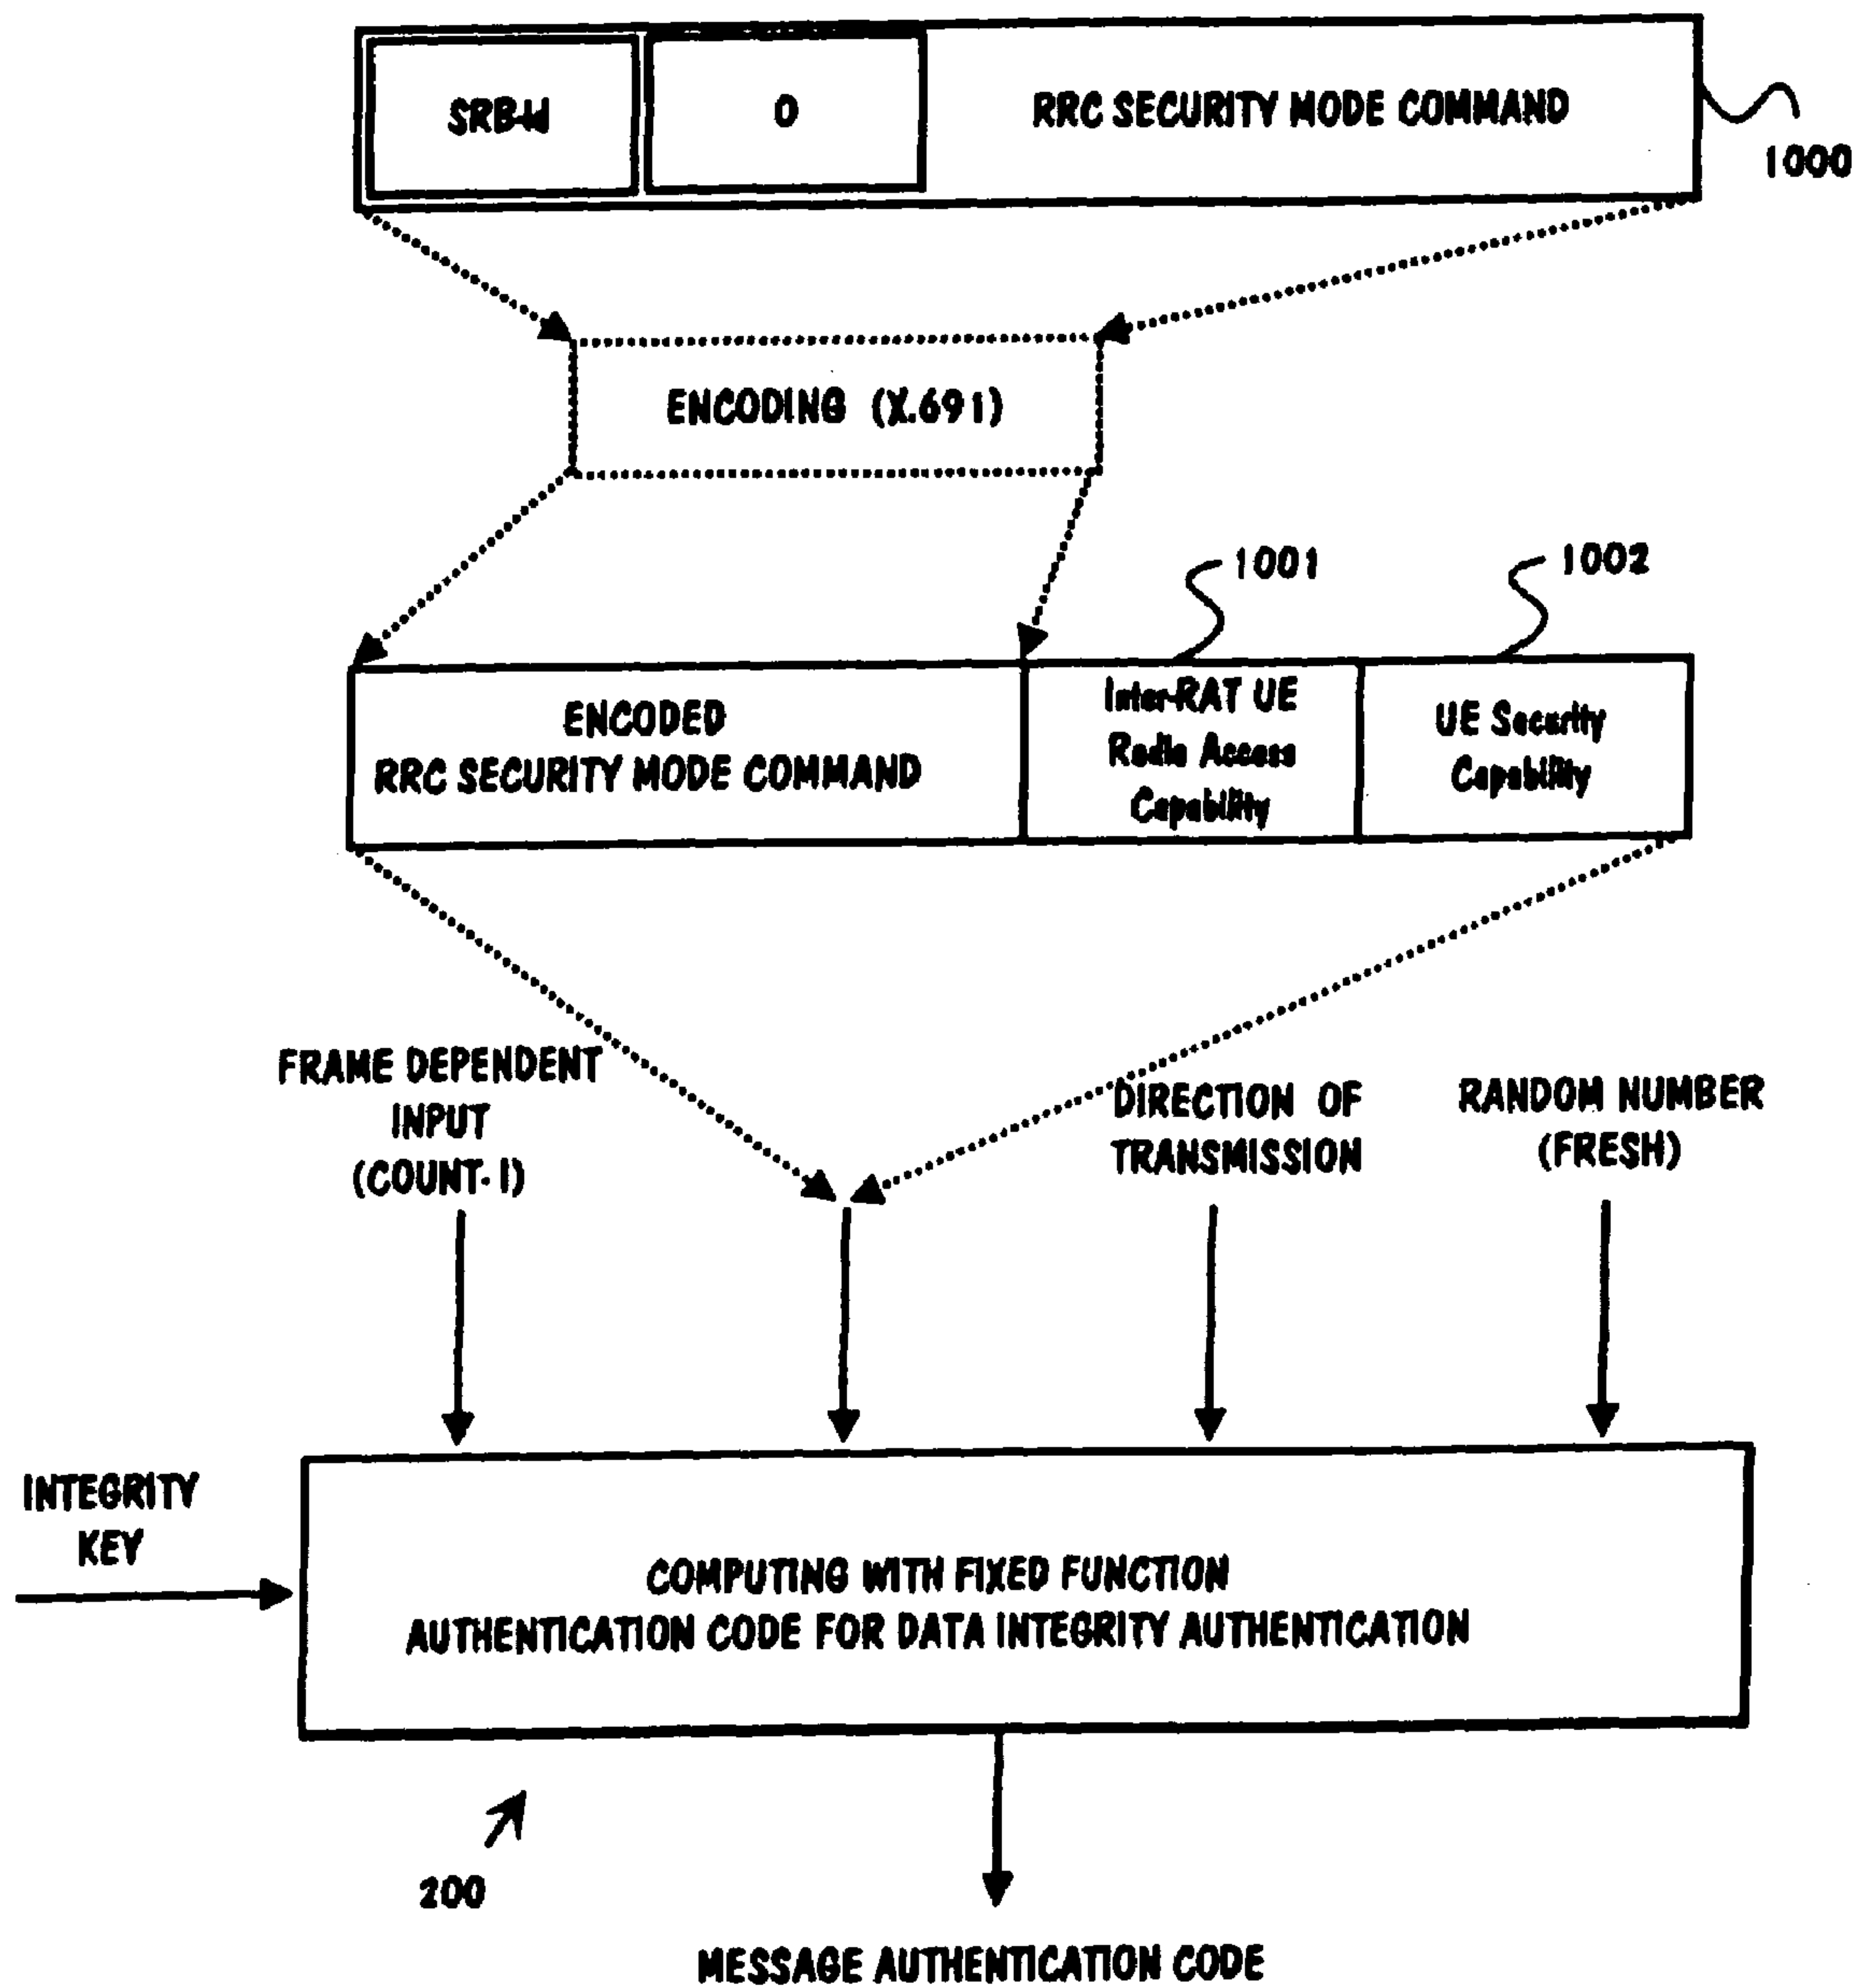 SRB-id
0
RRC SECURITY MODE COMMAND
1000
ENCODING (X.691)
1001
1002
ENCODED
RRC SECURITY MODE COMMAND
Inter-RAT UE
Radio Access
Capability
UE Security
Capability
FRAME DEPENDENT
INPUT
(COUNT-I)
DIRECTION OF
TRANSMISSION
RANDOM NUMBER
(FRESH)
INTEGRITY
KEY
COMPUTING WITH FIXED FUNCTION
AUTHENTICATION CODE FOR DATA INTEGRITY AUTHENTICATION
200
MESSAGE AUTHENTICATION CODE